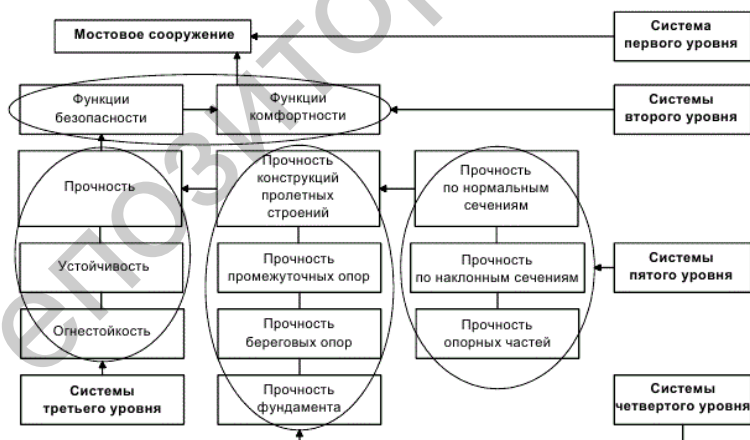 Мостовое сооружение
Система
первого уровня
Функции
безопасности
Функции
комфортности
Системы
второго уровня
Прочность
Прочность
конструкций
пролетных
строений
Прочность
по нормальным
сечениям
Устойчивость
Прочность
промежуточных опор
Прочность
по наклонным сечениям
Системы
пятого уровня
Огнестойкость
Прочность
береговых опор
Прочность
опорных частей
Системы
третьего уровня
Прочность
фундамента
Системы
четвертого уровня
епозитор